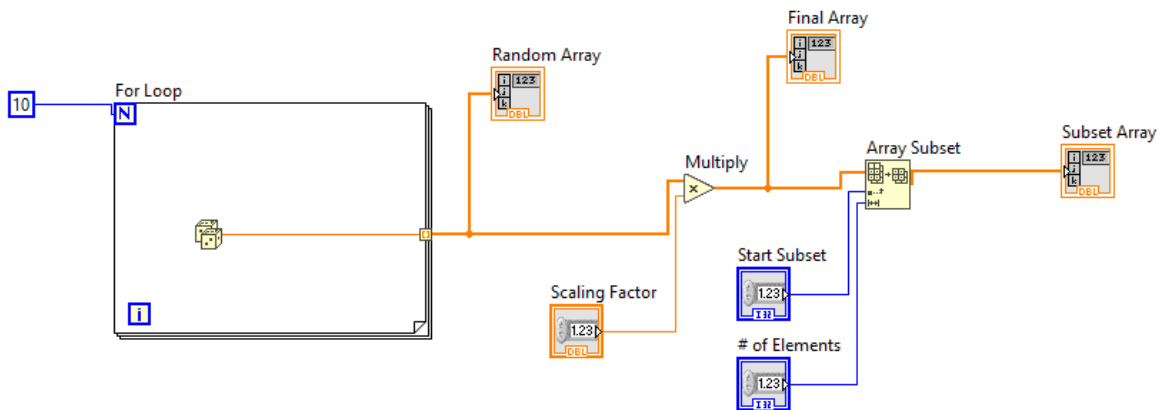 Final Array
123
DBL
Random Array
123
DBL
For Loop
10
N
Subset Array
123
DBL
Array Subset
Multiply
x
Start Subset
1.23
I32
Scaling Factor
1.23
DBL
i
# of Elements
1.23
I32